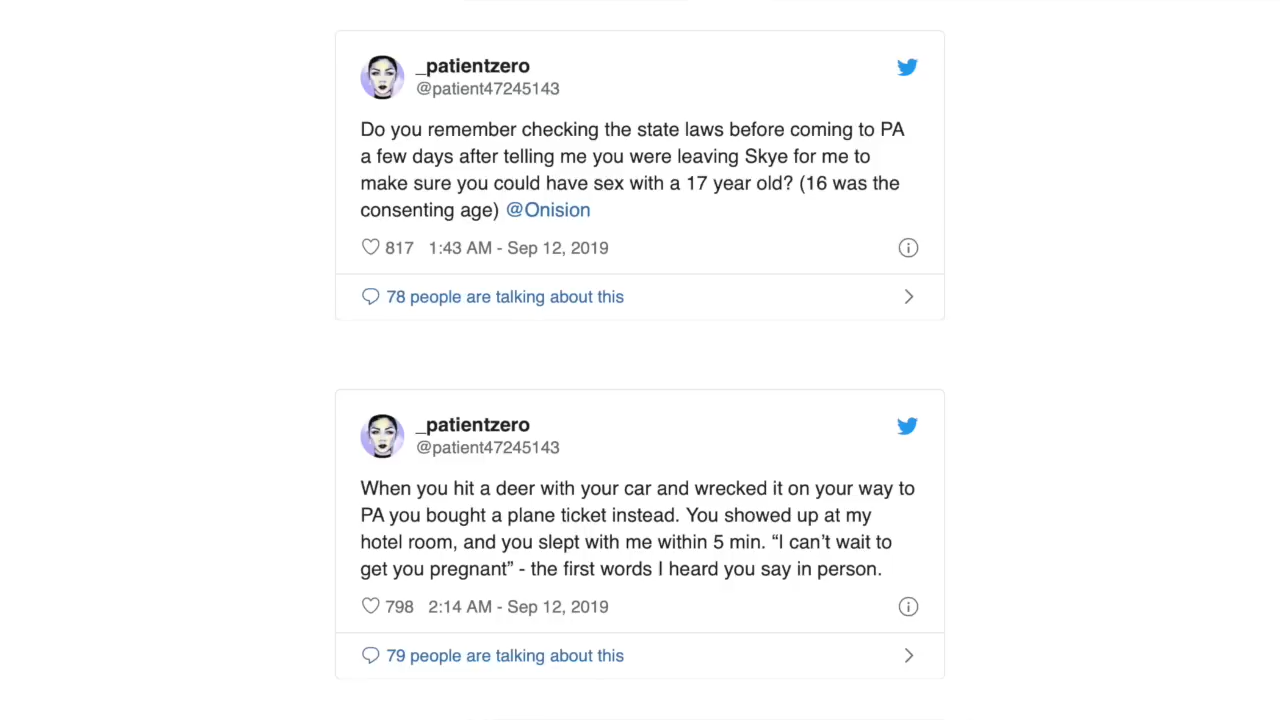 _patientzero
@patient47245143
Do you remember checking the state laws before coming to PA
a few days after telling me you were leaving Skye for me to
make sure you could have sex with a 17 year old? (16 was the
consenting age) @Onision
817 1:43 AM - Sep 12, 2019
78 people are talking about this
_patientzero
@patient47245143
When you hit a deer with your car and wrecked it on your way to
PA you bought a plane ticket instead. You showed up at my
hotel room, and you slept with me within 5 min. “I can’t wait to
get you pregnant” - the first words I heard you say in person.
798 2:14 AM - Sep 12, 2019
79 people are talking about this